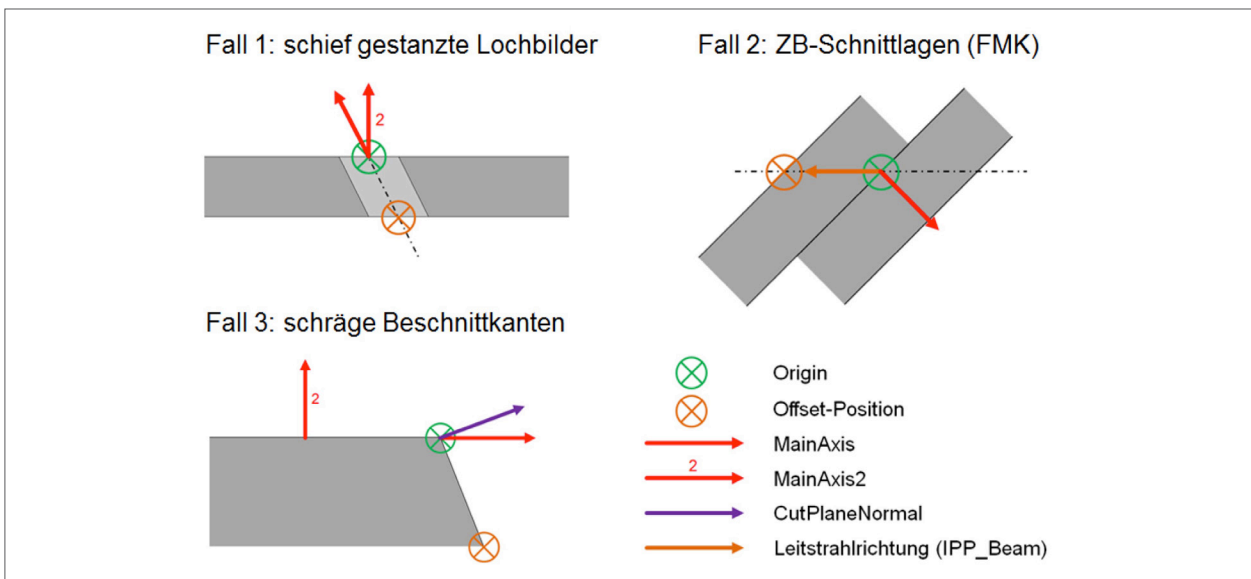 Fall 1: schief gestanzte Lochbilder
2
Fall 2: ZB-Schnittlagen (FMK)
Fall 3: schräge Beschnittkanten
2
Origin
Offset-Position
MainAxis
2
MainAxis2
CutPlaneNormal
Leitstrahlrichtung (IPP_Beam)